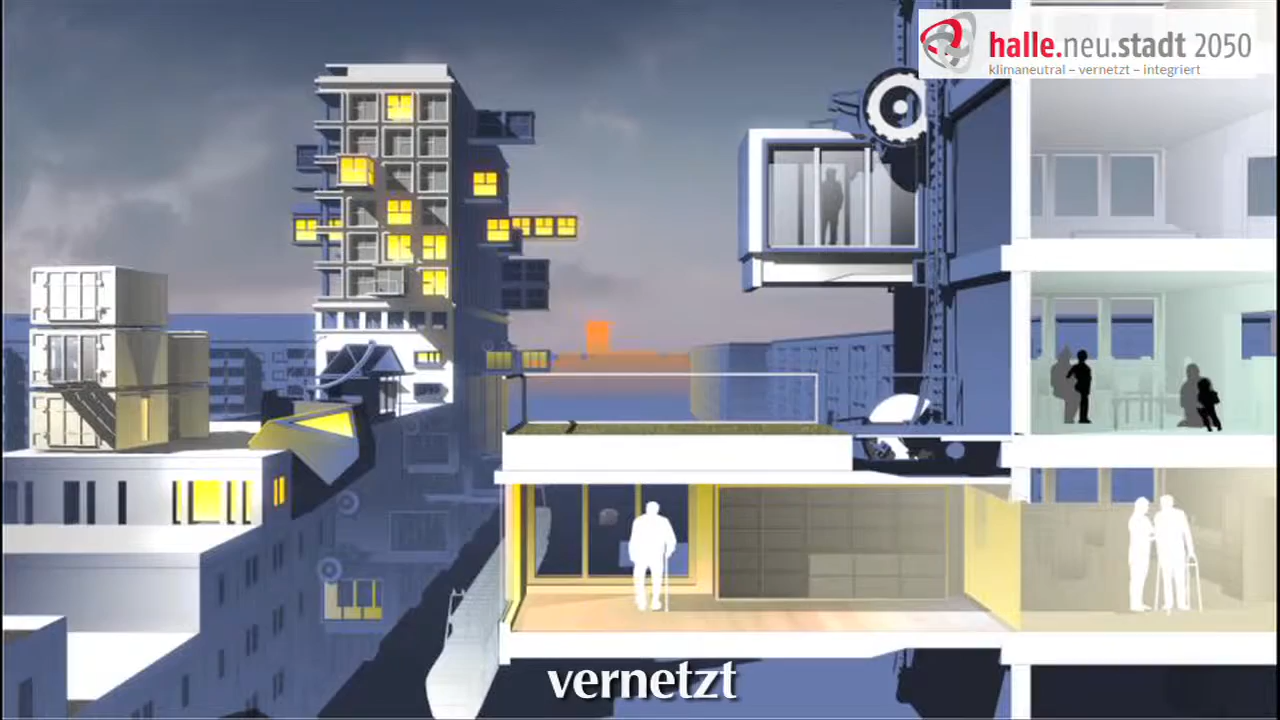 halle.neu.stadt 2050
klimaneutral – vernetzt – integriert
vernetzt